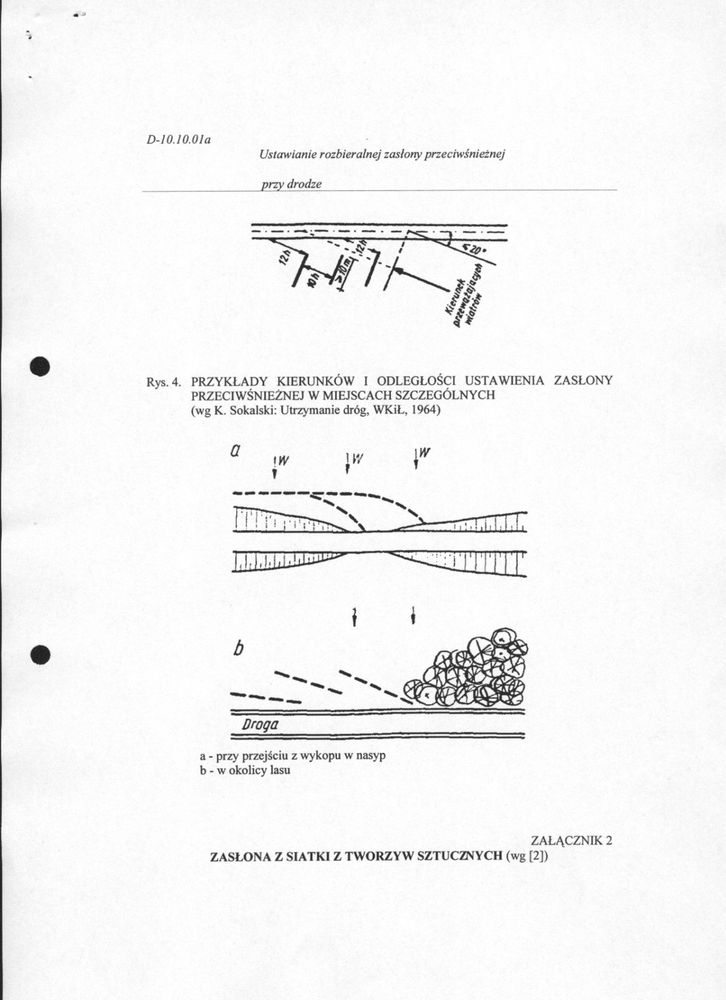 D-10.10.01a
Ustawianie rozbieralnej zasłony przeciwśnieżnej
przy drodze
12h
10h
≥10m
12h
≤20°
Kierunek
przeważających
wiatrów
Rys. 4. PRZYKŁADY KIERUNKÓW I ODLEGŁOŚCI USTAWIENIA ZASŁONY
PRZECIWŚNIEŻNEJ W MIEJSCACH SZCZEGÓLNYCH
(wg K. Sokalski: Utrzymanie dróg, WKiŁ, 1964)
a
W
W
W
b
Droga
a - przy przejściu z wykopu w nasyp
b - w okolicy lasu
ZAŁĄCZNIK 2
ZASŁONA Z SIATKI Z TWORZYW SZTUCZNYCH (wg [2])